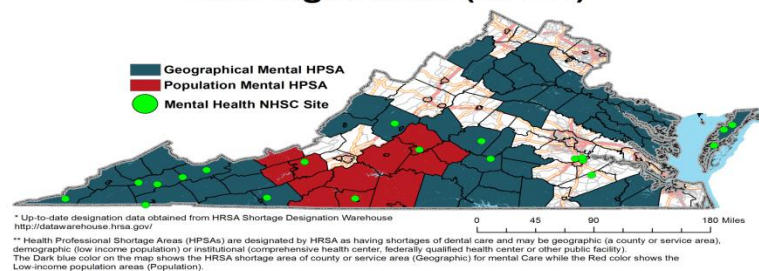 Geographical Mental HPSA
Population Mental HPSA
Mental Health NHSC Site
* Up-to-date designation data obtained from HRSA Shortage Designation Warehouse
http://datawarehouse.hrsa.gov/
0 45 90 180 Miles
** Health Professional Shortage Areas (HPSAs) are designated by HRSA as having shortages of dental care and may be geographic (a county or service area),
demographic (low income population) or institutional (comprehensive health center, federally qualified health center or other public facility).
The Dark blue color on the map shows the HRSA shortage area of county or service area (Geographic) for mental Care while the Red color shows the
Low-income population areas (Population).